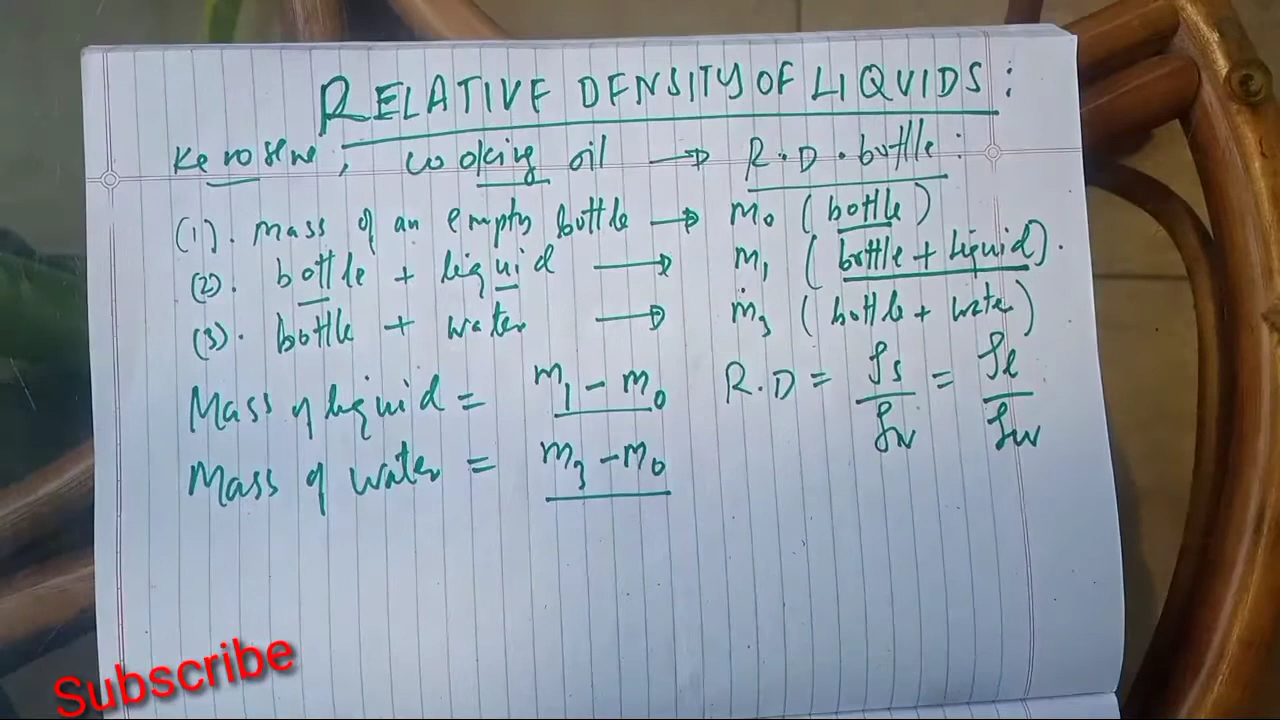 RELATIVE DENSITY OF LIQUIDS:
Kerosene, cooking oil → R.D. bottle:
(1). Mass of an empty bottle → m₀ (bottle)
(2). bottle + liquid → m₁ (bottle + liquid).
(3). bottle + water → m₃ (bottle + water)
Mass of liquid = m₁ - m₀
R.D = ρs/ρw = ρl/ρw
Mass of water = m₃ - m₀
Subscribe